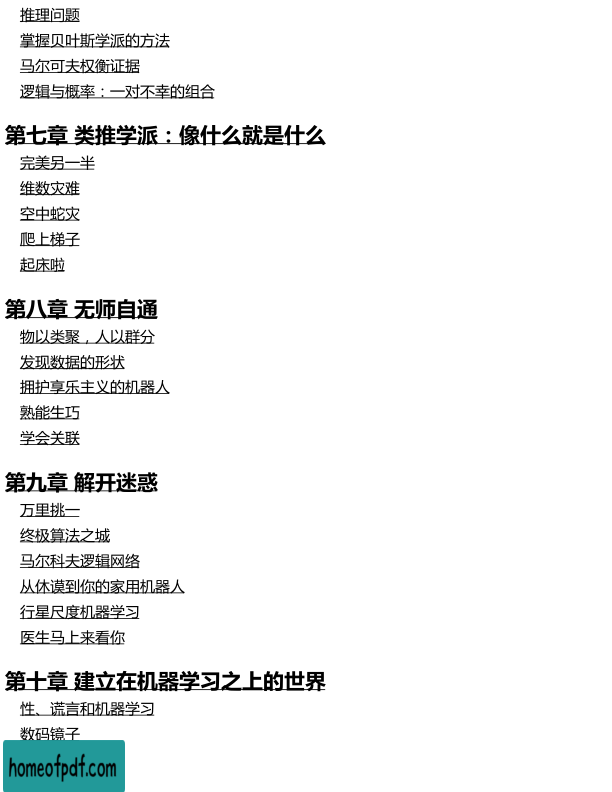 推理问题
掌握贝叶斯学派的方法
马尔可夫权衡证据
逻辑与概率：一对不幸的组合
第七章 类推学派：像什么就是什么
完美另一半
维数灾难
空中蛇灾
爬上梯子
起床啦
第八章 无师自通
物以类聚，人以群分
发现数据的形状
拥护享乐主义的机器人
熟能生巧
学会关联
第九章 解开迷惑
万里挑一
终极算法之城
马尔科夫逻辑网络
从休谟到你的家用机器人
行星尺度机器学习
医生马上来看你
第十章 建立在机器学习之上的世界
性、谎言和机器学习
数码镜子
homeofpdf.com